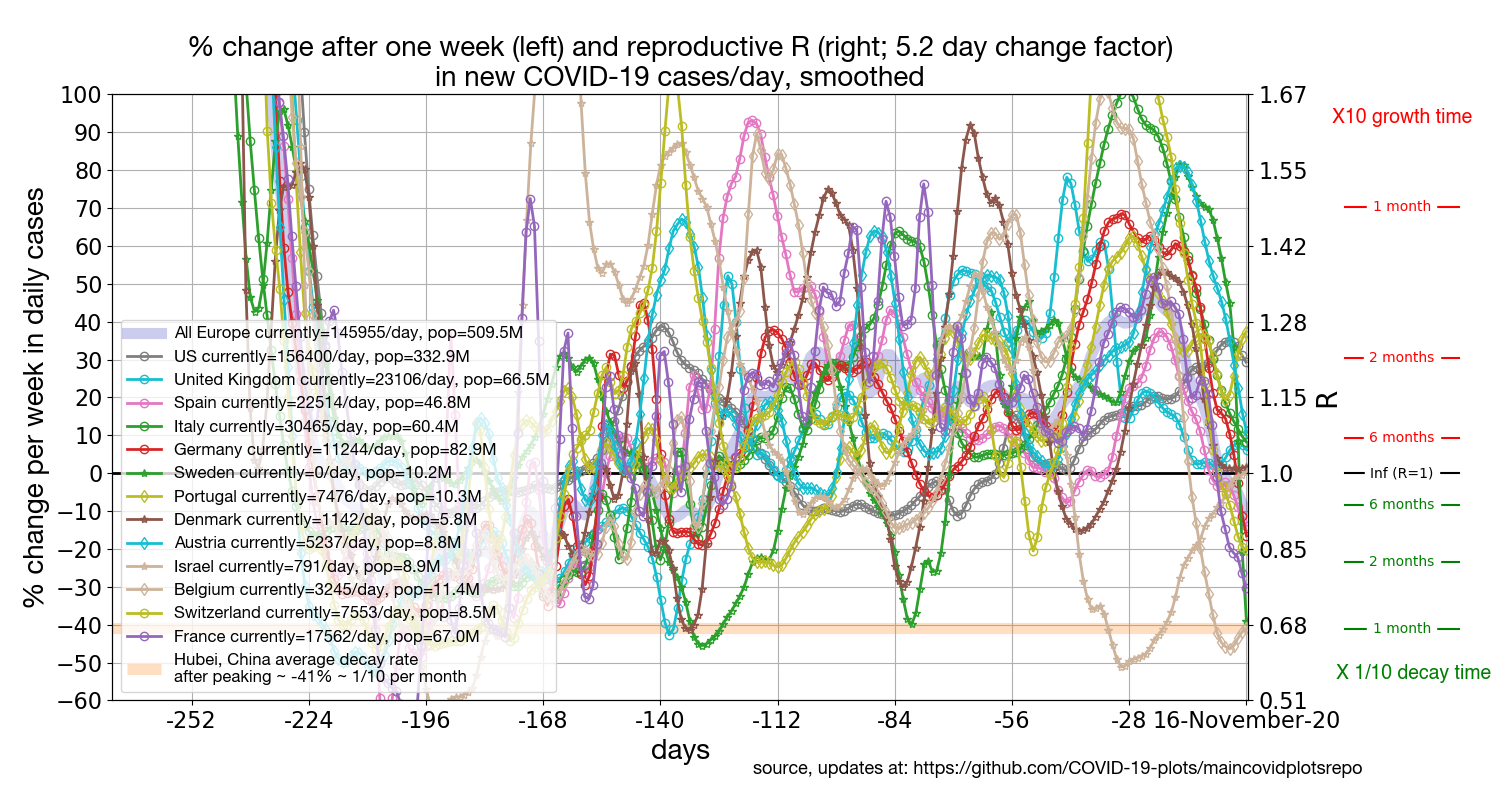 % change after one week (left) and reproductive R (right; 5.2 day change factor)
in new COVID-19 cases/day, smoothed
% change per week in daily cases
100
90
80
70
60
50
40
30
20
10
0
−10
−20
−30
−40
−50
−60
All Europe currently=145955/day, pop=509.5M
US currently=156400/day, pop=332.9M
United Kingdom currently=23106/day, pop=66.5M
Spain currently=22514/day, pop=46.8M
Italy currently=30465/day, pop=60.4M
Germany currently=11244/day, pop=82.9M
Sweden currently=0/day, pop=10.2M
Portugal currently=7476/day, pop=10.3M
Denmark currently=1142/day, pop=5.8M
Austria currently=5237/day, pop=8.8M
Israel currently=791/day, pop=8.9M
Belgium currently=3245/day, pop=11.4M
Switzerland currently=7553/day, pop=8.5M
France currently=17562/day, pop=67.0M
Hubei, China average decay rate
after peaking ~ -41% ~ 1/10 per month
-252 -224 -196 -168 -140 -112 -84 -56 -28 16-November-20
days
1.67
1.55
1.42
1.28
1.15
1.0
0.85
0.68
0.51
R
X10 growth time
1 month
2 months
6 months
Inf (R=1)
6 months
2 months
1 month
X 1/10 decay time
source, updates at: https://github.com/COVID-19-plots/maincovidplotsrepo